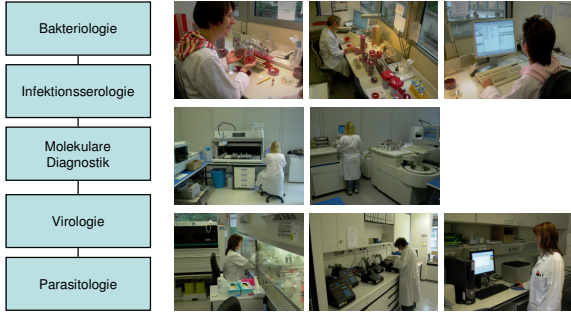 Bakteriologie
Infektionsserologie
Molekulare
Diagnostik
Virologie
Parasitologie